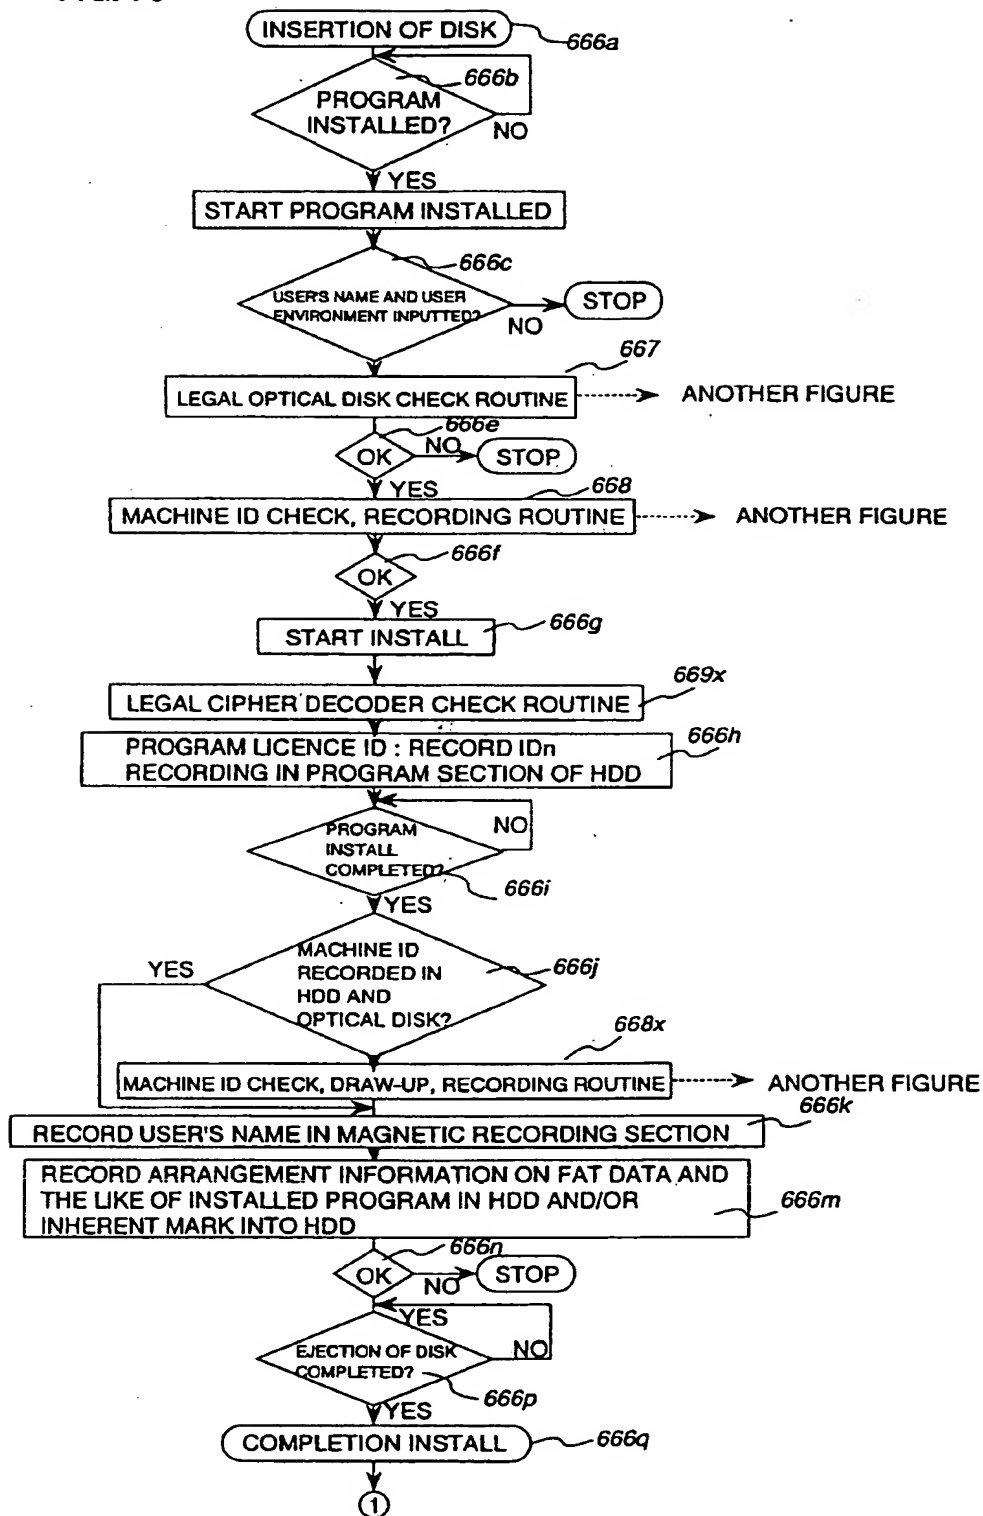 INSERTION OF DISK
666a
666b
PROGRAM
INSTALLED?
NO
YES
START PROGRAM INSTALLED
666c
USER'S NAME AND USER
ENVIRONMENT INPUTTED?
NO
STOP
667
LEGAL OPTICAL DISK CHECK ROUTINE
ANOTHER FIGURE
666e
OK
NO
STOP
YES
668
MACHINE ID CHECK, RECORDING ROUTINE
ANOTHER FIGURE
666f
OK
YES
START INSTALL
666g
LEGAL CIPHER DECODER CHECK ROUTINE
669x
PROGRAM LICENCE ID : RECORD IDn
RECORDING IN PROGRAM SECTION OF HDD
666h
NO
PROGRAM
INSTALL
COMPLETED?
666i
YES
YES
MACHINE ID
RECORDED IN
HDD AND
OPTICAL DISK?
666j
668x
MACHINE ID CHECK, DRAW-UP, RECORDING ROUTINE
ANOTHER FIGURE
666k
RECORD USER'S NAME IN MAGNETIC RECORDING SECTION
RECORD ARRANGEMENT INFORMATION ON FAT DATA AND
THE LIKE OF INSTALLED PROGRAM IN HDD AND/OR
INHERENT MARK INTO HDD
666m
666n
OK
NO
STOP
YES
EJECTION OF DISK
COMPLETED?
NO
666p
YES
COMPLETION INSTALL
666q
1